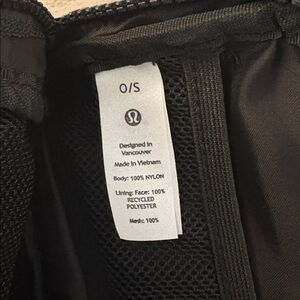 O/S
Designed in
Vancouver
Made in Vietnam
Body: 100% NYLON
Lining: Face: 100%
RECYCLED
POLYESTER
Mesh: 100%